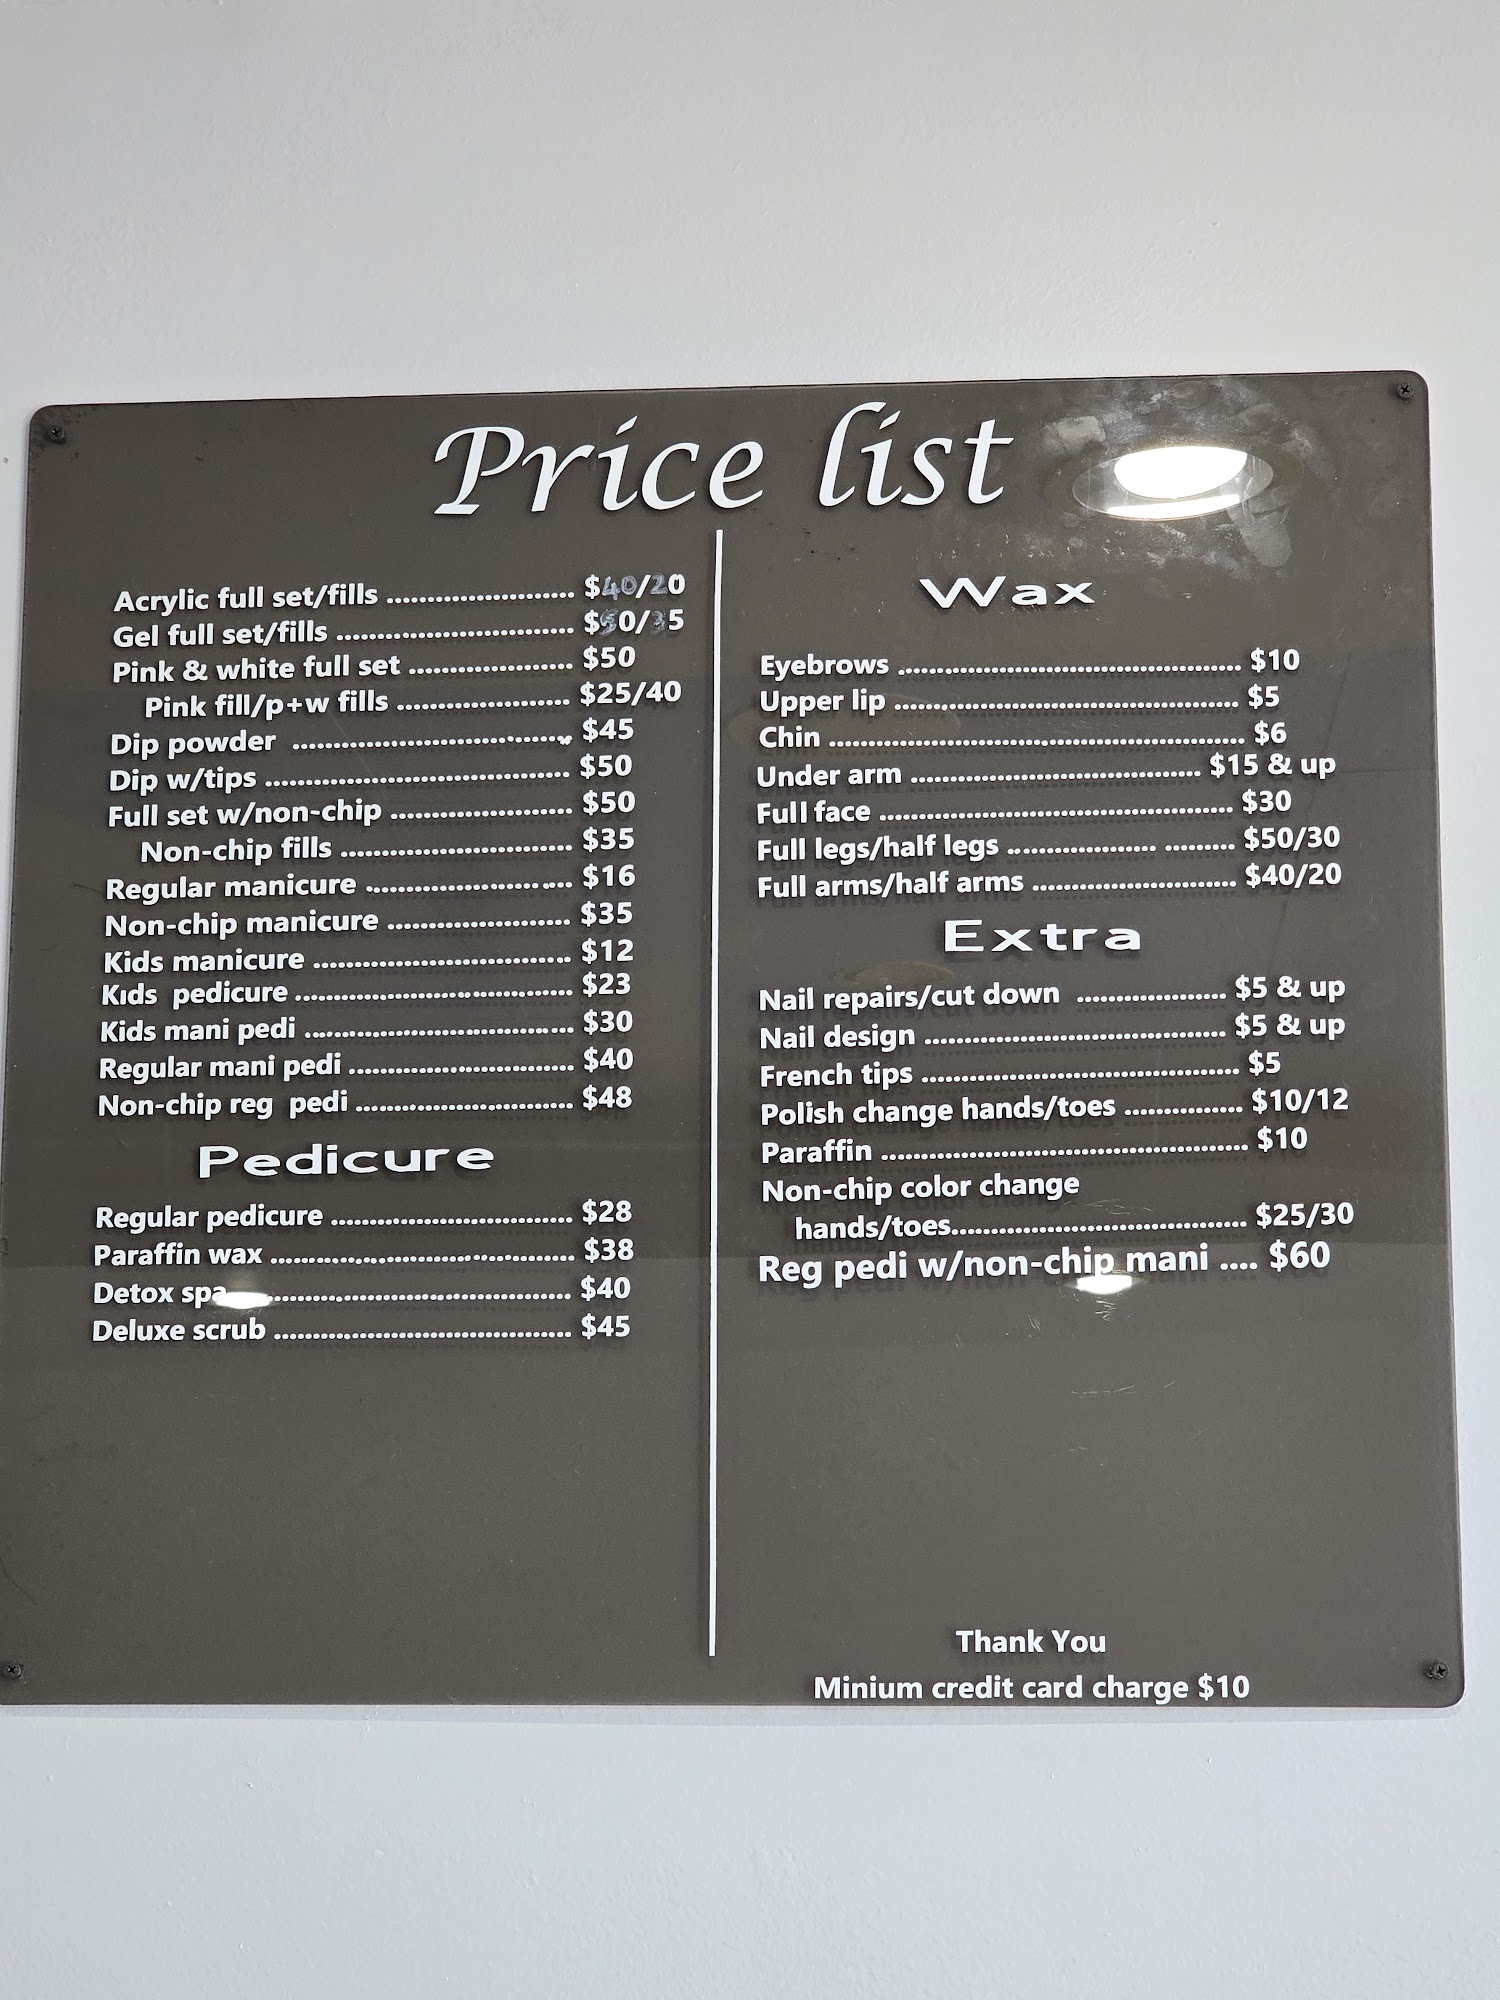 Price list
Acrylic full set/fills ....................... $40/20
Gel full set/fills ............................. $50/35
Pink & white full set .................... $50
Pink fill/p+w fills ..................... $25/40
Dip powder .................................. $45
Dip w/tips ..................................... $50
Full set w/non-chip ...................... $50
Non-chip fills ............................ $35
Regular manicure ......................... $16
Non-chip manicure ....................... $35
Kids manicure ................................ $12
Kids pedicure .................................. $23
Kids mani pedi ................................. $30
Regular mani pedi ............................ $40
Non-chip reg pedi ........................... $48
Pedicure
Regular pedicure .............................. $28
Paraffin wax ..................................... $38
Detox spa ..................................... $40
Deluxe scrub ..................................... $45
Wax
Eyebrows .......................................... $10
Upper lip .......................................... $5
Chin ................................................... $6
Under arm .................................... $15 & up
Full face ........................................... $30
Full legs/half legs .................. ......... $50/30
Full arms/half arms ......................... $40/20
Extra
Nail repairs/cut down .................. $5 & up
Nail design ..................................... $5 & up
French tips ....................................... $5
Polish change hands/toes ............... $10/12
Paraffin ............................................. $10
Non-chip color change
hands/toes..................................... $25/30
Reg pedi w/non-chip mani .... $60
Thank You
Minium credit card charge $10